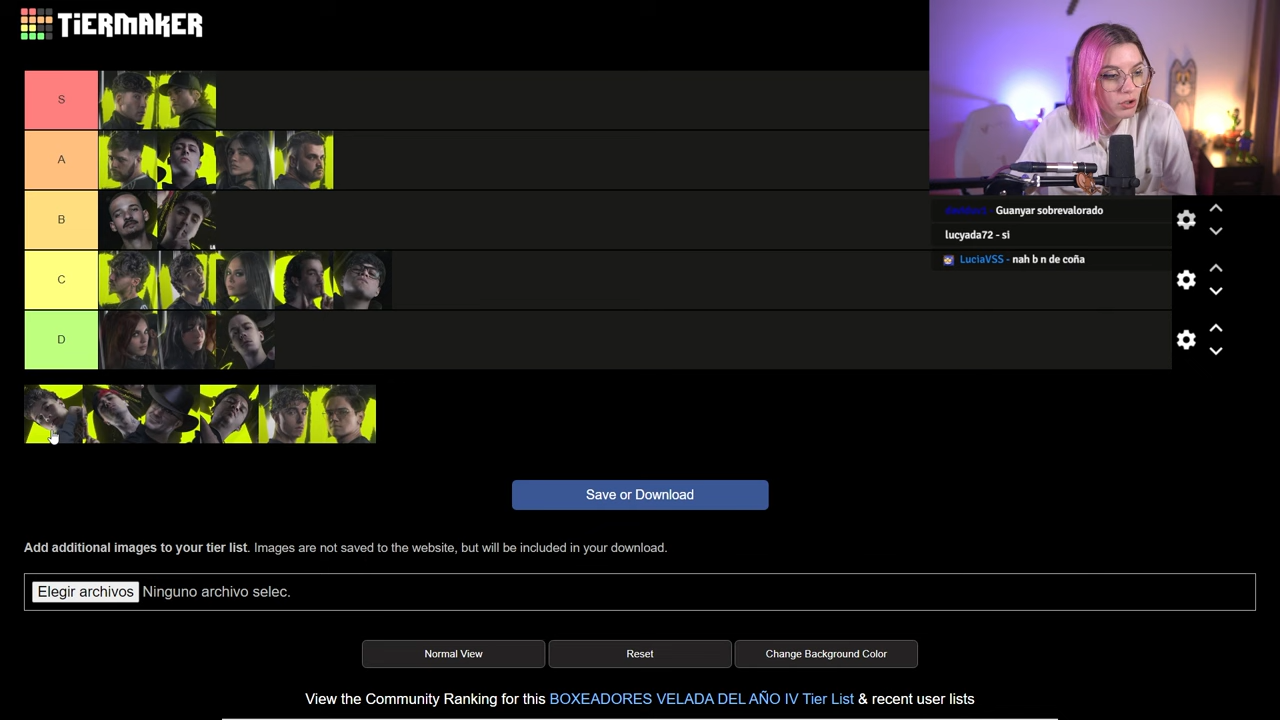 TiERMAKER
S
A
B
C
D
Guanyar sobrevalorado
lucyada72 - si
LuciaVSS - nah b n de coña
Save or Download
Add additional images to your tier list. Images are not saved to the website, but will be included in your download.
Elegir archivos Ninguno archivo selec.
Normal View
Reset
Change Background Color
View the Community Ranking for this BOXEADORES VELADA DEL AÑO IV Tier List & recent user lists